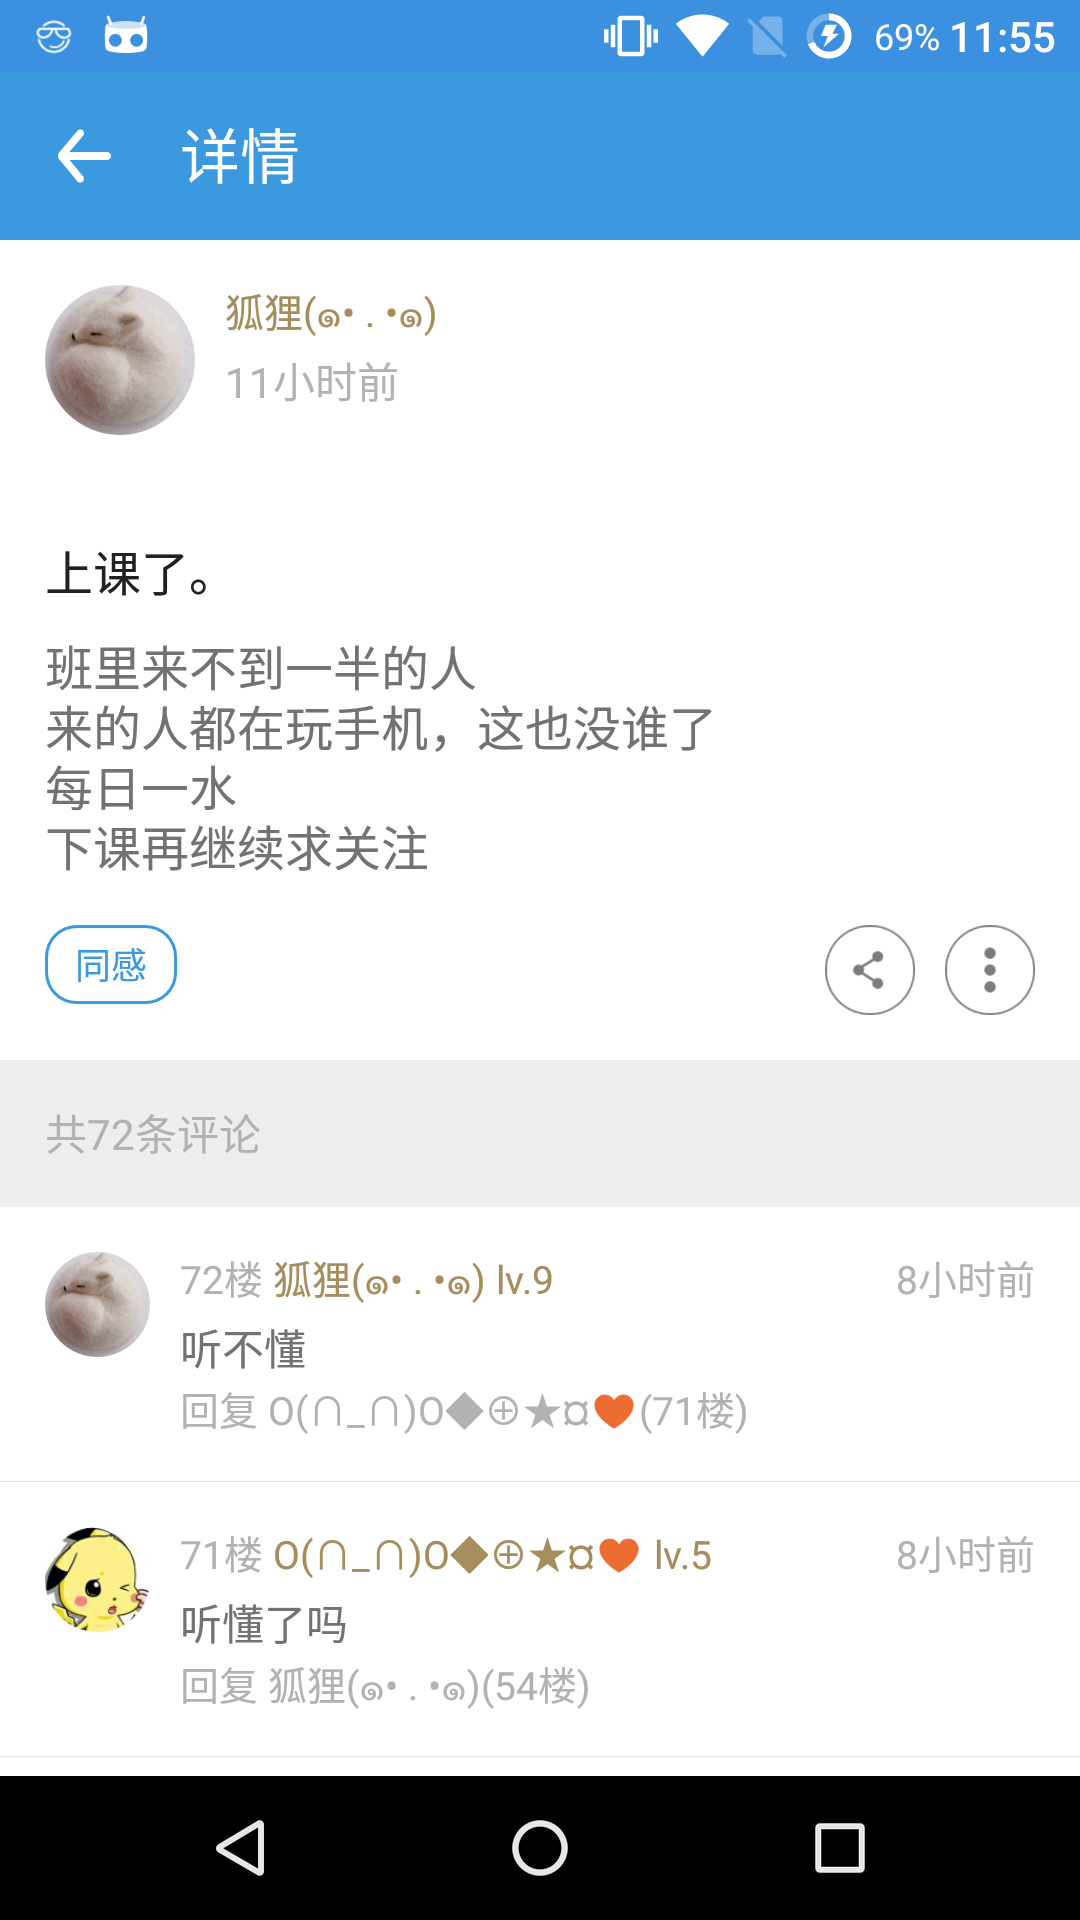 69% 11:55
详情
狐狸(๑• . •๑)
11小时前
上课了。
班里来不到一半的人
来的人都在玩手机，这也没谁了
每日一水
下课再继续求关注
同感
共72条评论
72楼 狐狸(๑• . •๑) lv.9 8小时前
听不懂
回复 O(∩_∩)O◆⊕★¤❤(71楼)
71楼 O(∩_∩)O◆⊕★¤❤ lv.5 8小时前
听懂了吗
回复 狐狸(๑• . •๑)(54楼)